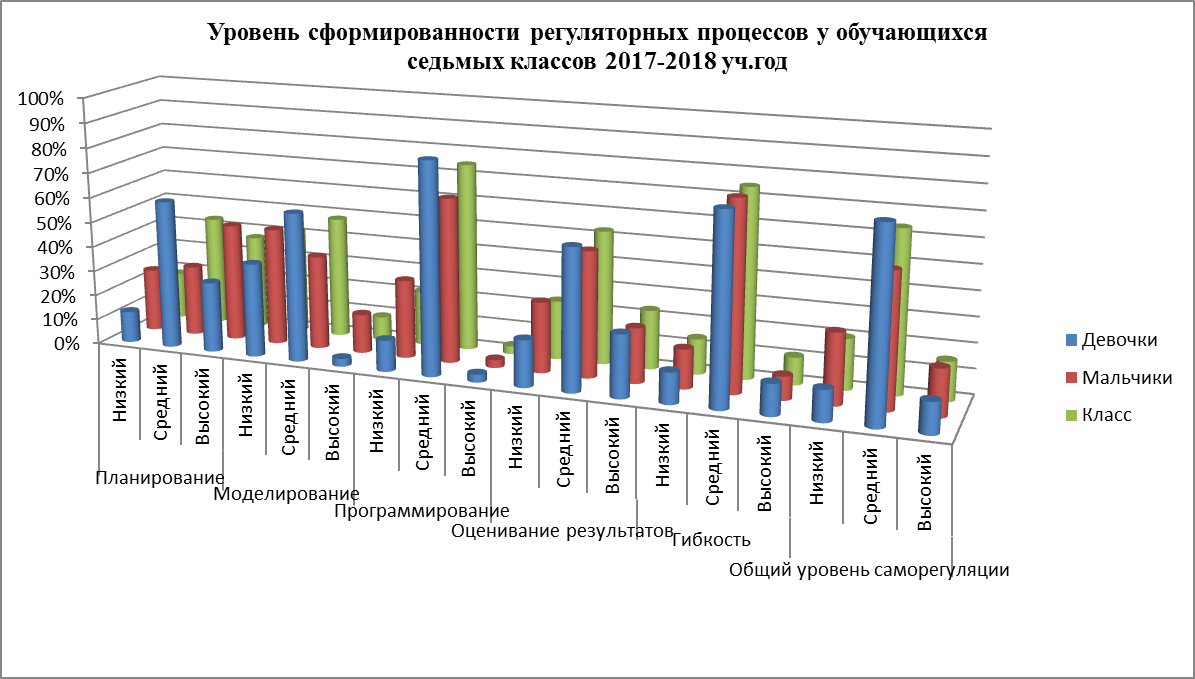 Уровень сформированности регуляторных процессов у обучающихся
седьмых классов 2017-2018 уч.год
100%
90%
80%
70%
60%
50%
40%
30%
20%
10%
0%
Низкий
Средний
Высокий
Низкий
Средний
Высокий
Низкий
Средний
Высокий
Низкий
Средний
Высокий
Низкий
Средний
Высокий
Низкий
Средний
Высокий
Планирование
Моделирование
Программирование
Оценивание результатов
Гибкость
Общий уровень саморегуляции
Девочки
Мальчики
Класс